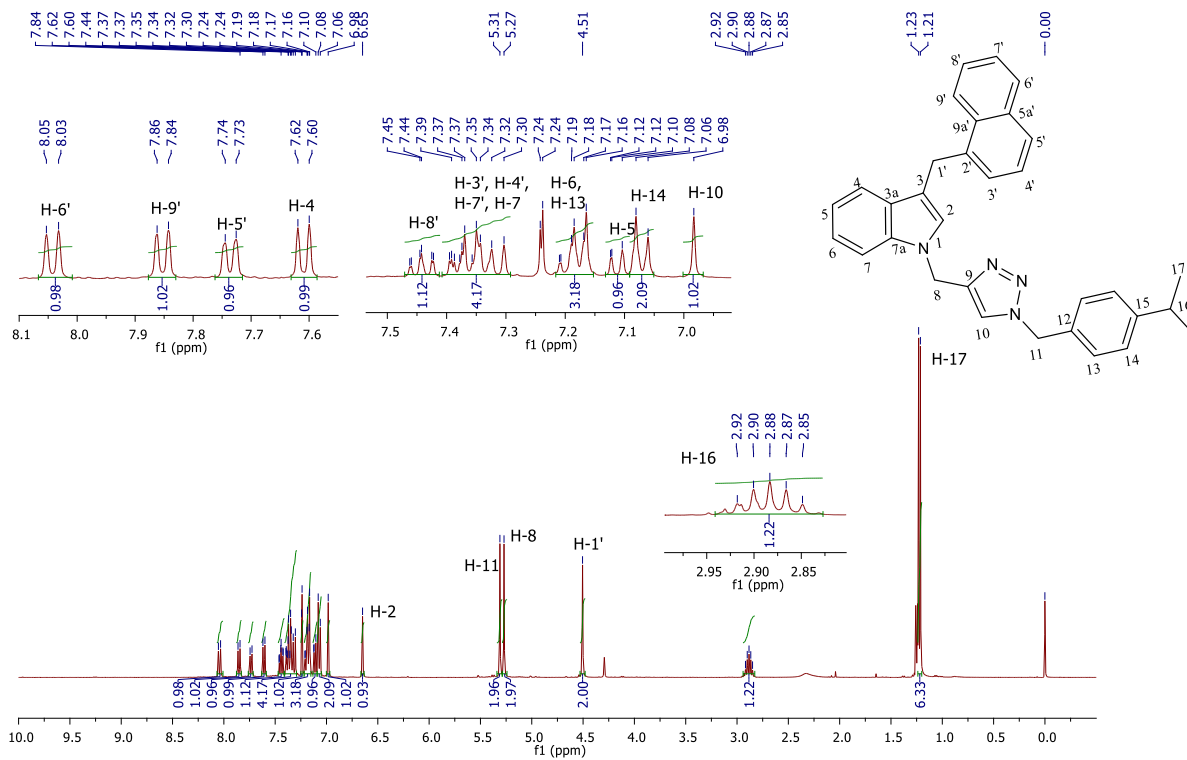 7.84 7.62 7.60 7.44 7.37 7.37 7.35 7.34 7.32 7.30 7.24 7.24 7.19 7.18 7.17 7.16 7.10 7.08 7.06 6.98 6.65 5.31 5.27 4.51 2.92 2.90 2.88 2.87 2.85 1.23 1.21 0.00
8.05 8.03 7.86 7.84 7.74 7.73 7.62 7.60
H-6' H-9' H-5' H-4
0.98 1.02 0.96 0.99
8.1 8.0 7.9 7.8 7.7 7.6
f1 (ppm)
7.45 7.44 7.39 7.37 7.37 7.35 7.34 7.32 7.30 7.24 7.24 7.19 7.18 7.17 7.16 7.12 7.12 7.10 7.08 7.06 6.98
H-3', H-4', H-6, H-14 H-10
H-8' H-7', H-7 H-13 H-5
1.12 4.17 3.18 0.96 2.09 1.02
7.5 7.4 7.3 7.2 7.1 7.0
f1 (ppm)
7'
8' 6'
9' 5a'
9a' 5'
1' 2' 4'
4 3 3'
3a
5 2
6 7a 1
7 N
8 9 N N
N
10 11 12 13 14 15 16 17
H-17
2.92 2.90 2.88 2.87 2.85
H-16
1.22
2.95 2.90 2.85
f1 (ppm)
H-2 H-11 H-8 H-1'
0.98 1.02 0.96 0.99 1.12 4.17 1.02 3.18 0.96 2.09 1.02 0.93 1.96 1.97 2.00 1.22 6.33
10.0 9.5 9.0 8.5 8.0 7.5 7.0 6.5 6.0 5.5 5.0 4.5 4.0 3.5 3.0 2.5 2.0 1.5 1.0 0.5 0.0
f1 (ppm)